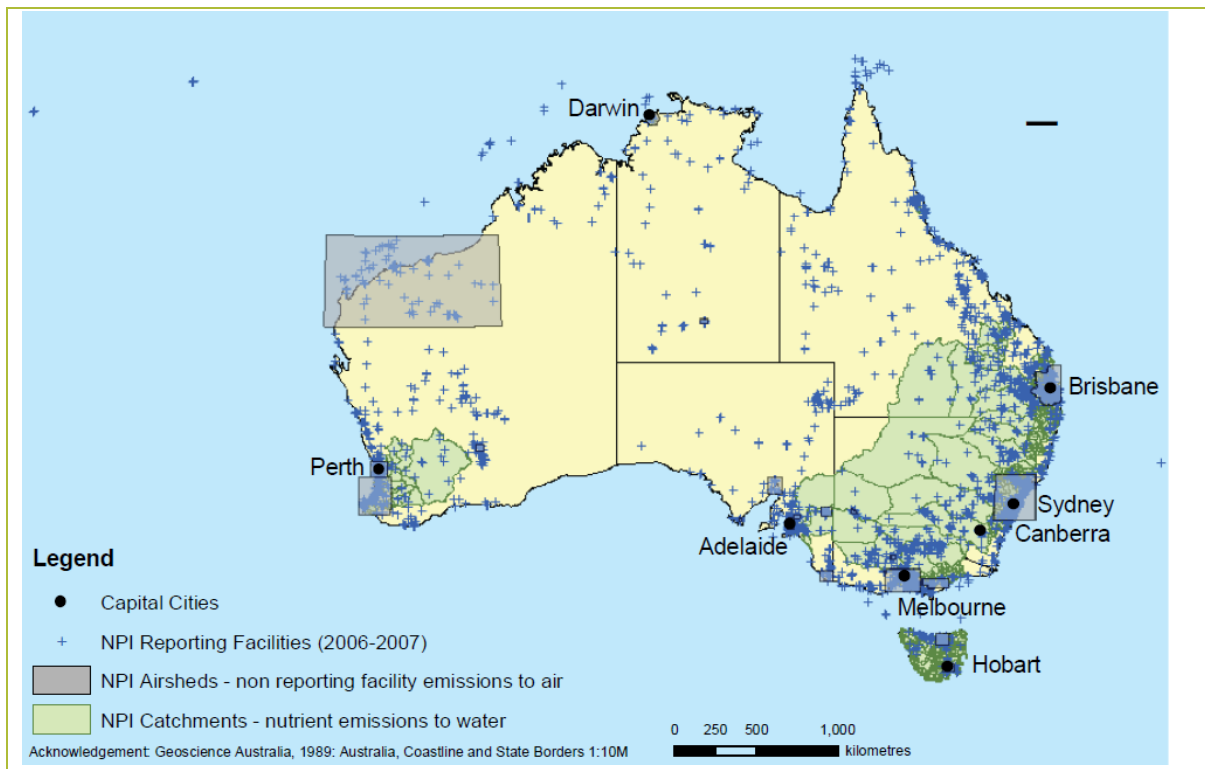 Darwin
Brisbane
Perth
Sydney
Adelaide
Canberra
Melbourne
Hobart
Legend
Capital Cities
NPI Reporting Facilities (2006-2007)
NPI Airsheds - non reporting facility emissions to air
NPI Catchments - nutrient emissions to water
0 250 500 1,000
kilometres
Acknowledgement: Geoscience Australia, 1989: Australia, Coastline and State Borders 1:10M